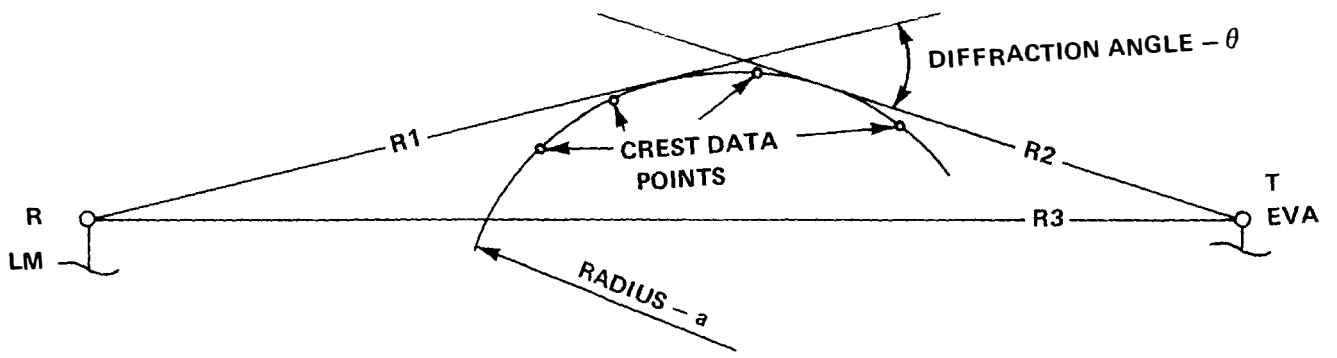 DIFFRACTION ANGLE – θ
R1
CREST DATA
POINTS
R2
T
R
R3
EVA
LM
RADIUS – a